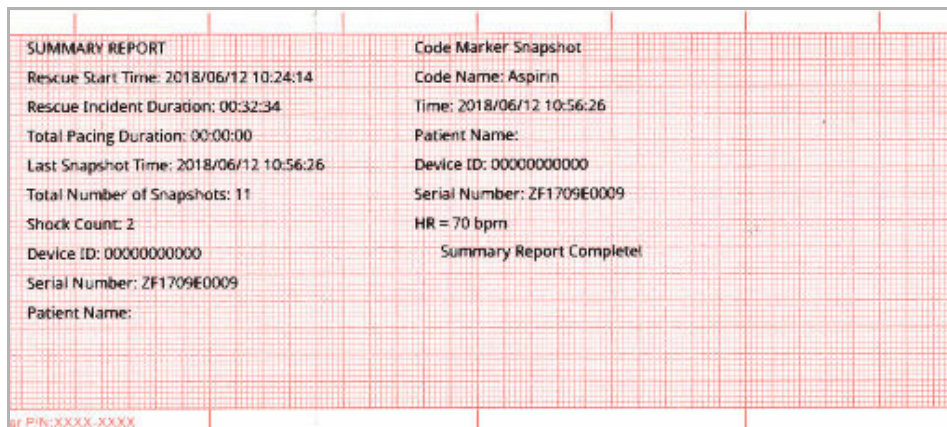 SUMMARY REPORT
Rescue Start Time: 2018/06/12 10:24:14
Rescue Incident Duration: 00:32:34
Total Pacing Duration: 00:00:00
Last Snapshot Time: 2018/06/12 10:56:26
Total Number of Snapshots: 11
Shock Count: 2
Device ID: 00000000000
Serial Number: ZF1709E0009
Patient Name:
Code Marker Snapshot
Code Name: Aspirin
Time: 2018/06/12 10:56:26
Patient Name:
Device ID: 00000000000
Serial Number: ZF1709E0009
HR = 70 bpm
Summary Report Complete!
P/N:XXXX-XXXX